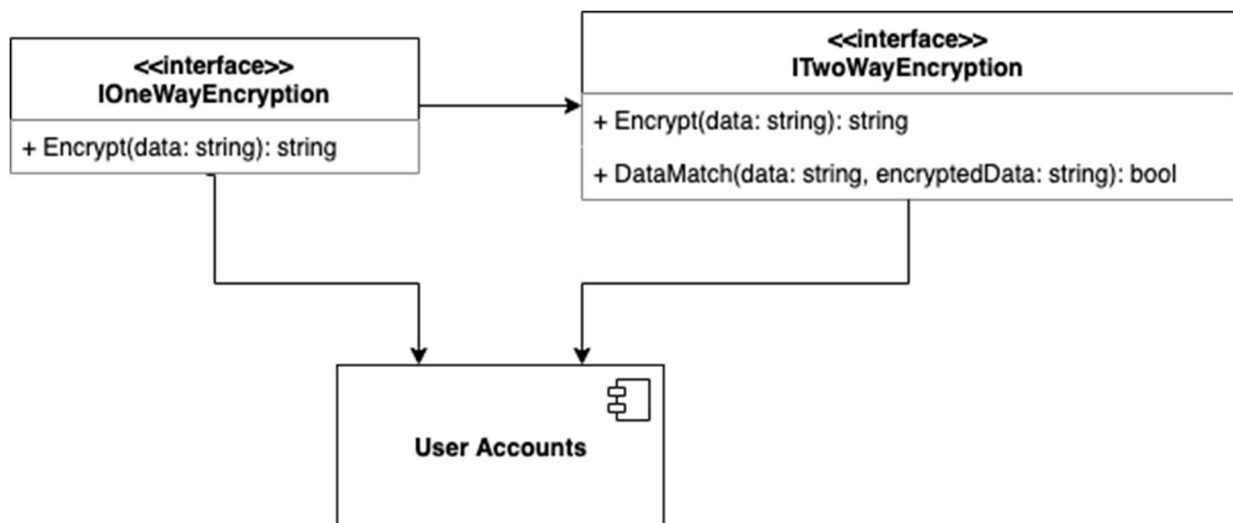 <<interface>>
IOneWayEncryption
+ Encrypt(data: string): string
<<interface>>
ITwoWayEncryption
+ Encrypt(data: string): string
+ DataMatch(data: string, encryptedData: string): bool
User Accounts